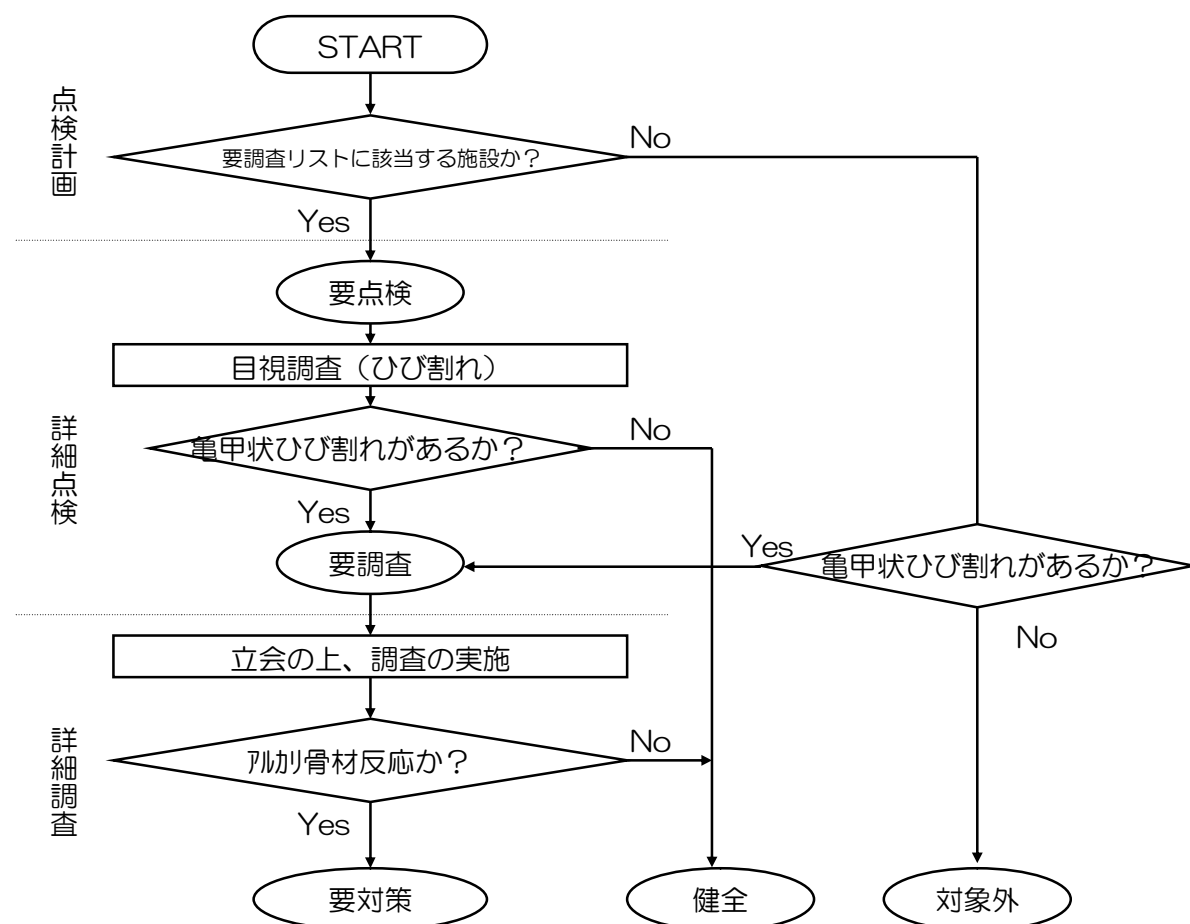 START
点検計画
要調査リストに該当する施設か？
No
Yes
要点検
目視調査（ひび割れ）
詳細点検
亀甲状ひび割れがあるか？
No
Yes
要調査
Yes
亀甲状ひび割れがあるか？
No
立会の上、調査の実施
詳細調査
ｱﾙｶﾘ骨材反応か？
No
Yes
要対策
健全
対象外